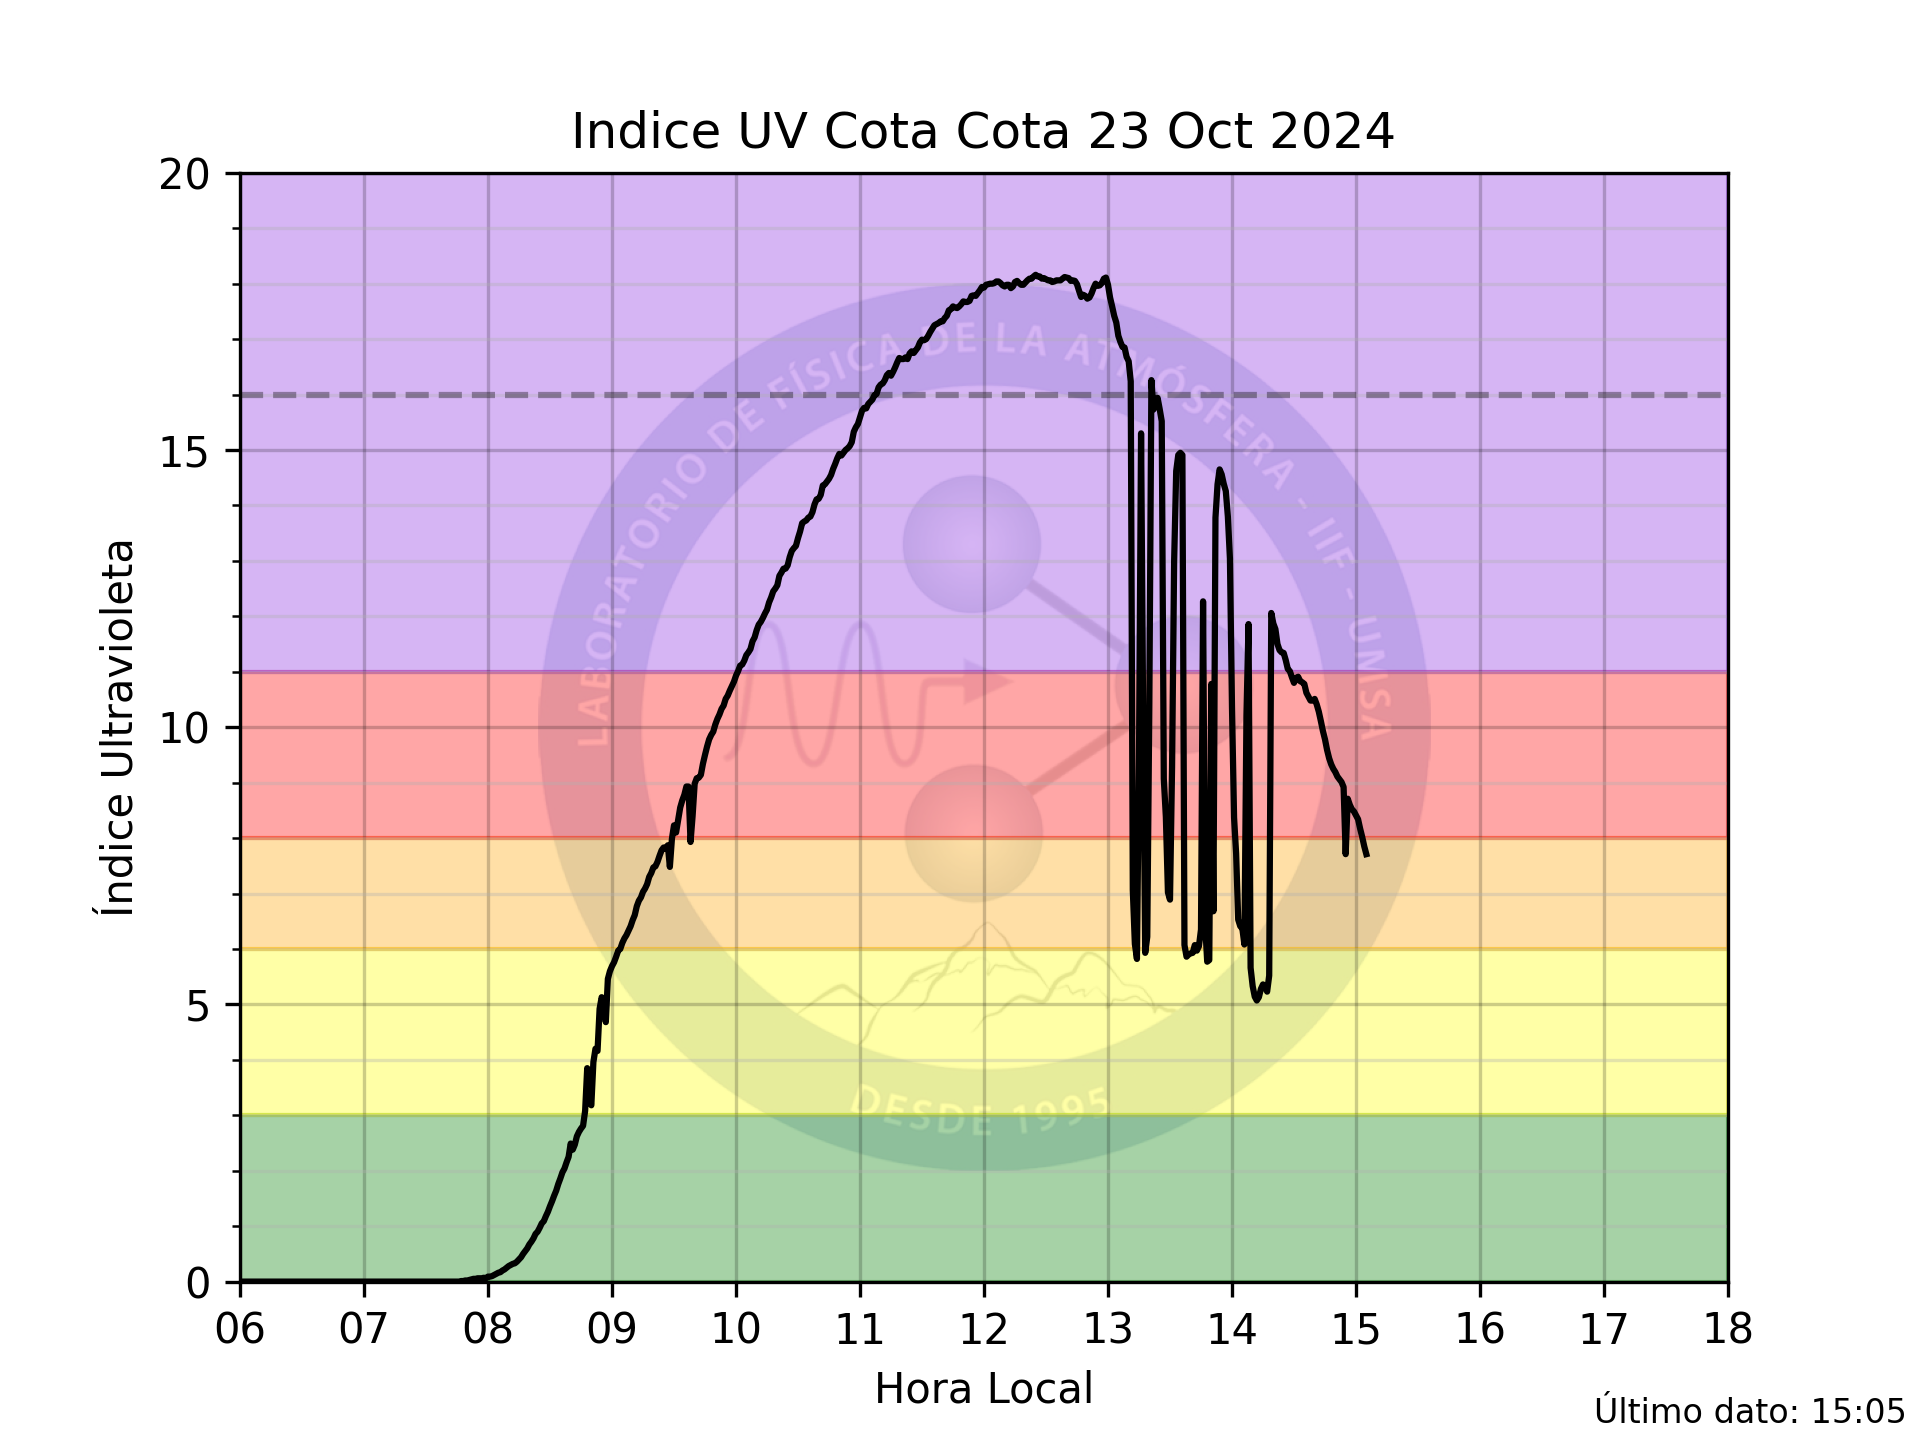 Indice UV Cota Cota 23 Oct 2024
20
15
10
5
0
Índice Ultravioleta
LABORATORIO DE FÍSICA DE LA ATMÓSFERA - IIF - UMSA
DESDE 1995
06 07 08 09 10 11 12 13 14 15 16 17 18
Hora Local
Último dato: 15:05